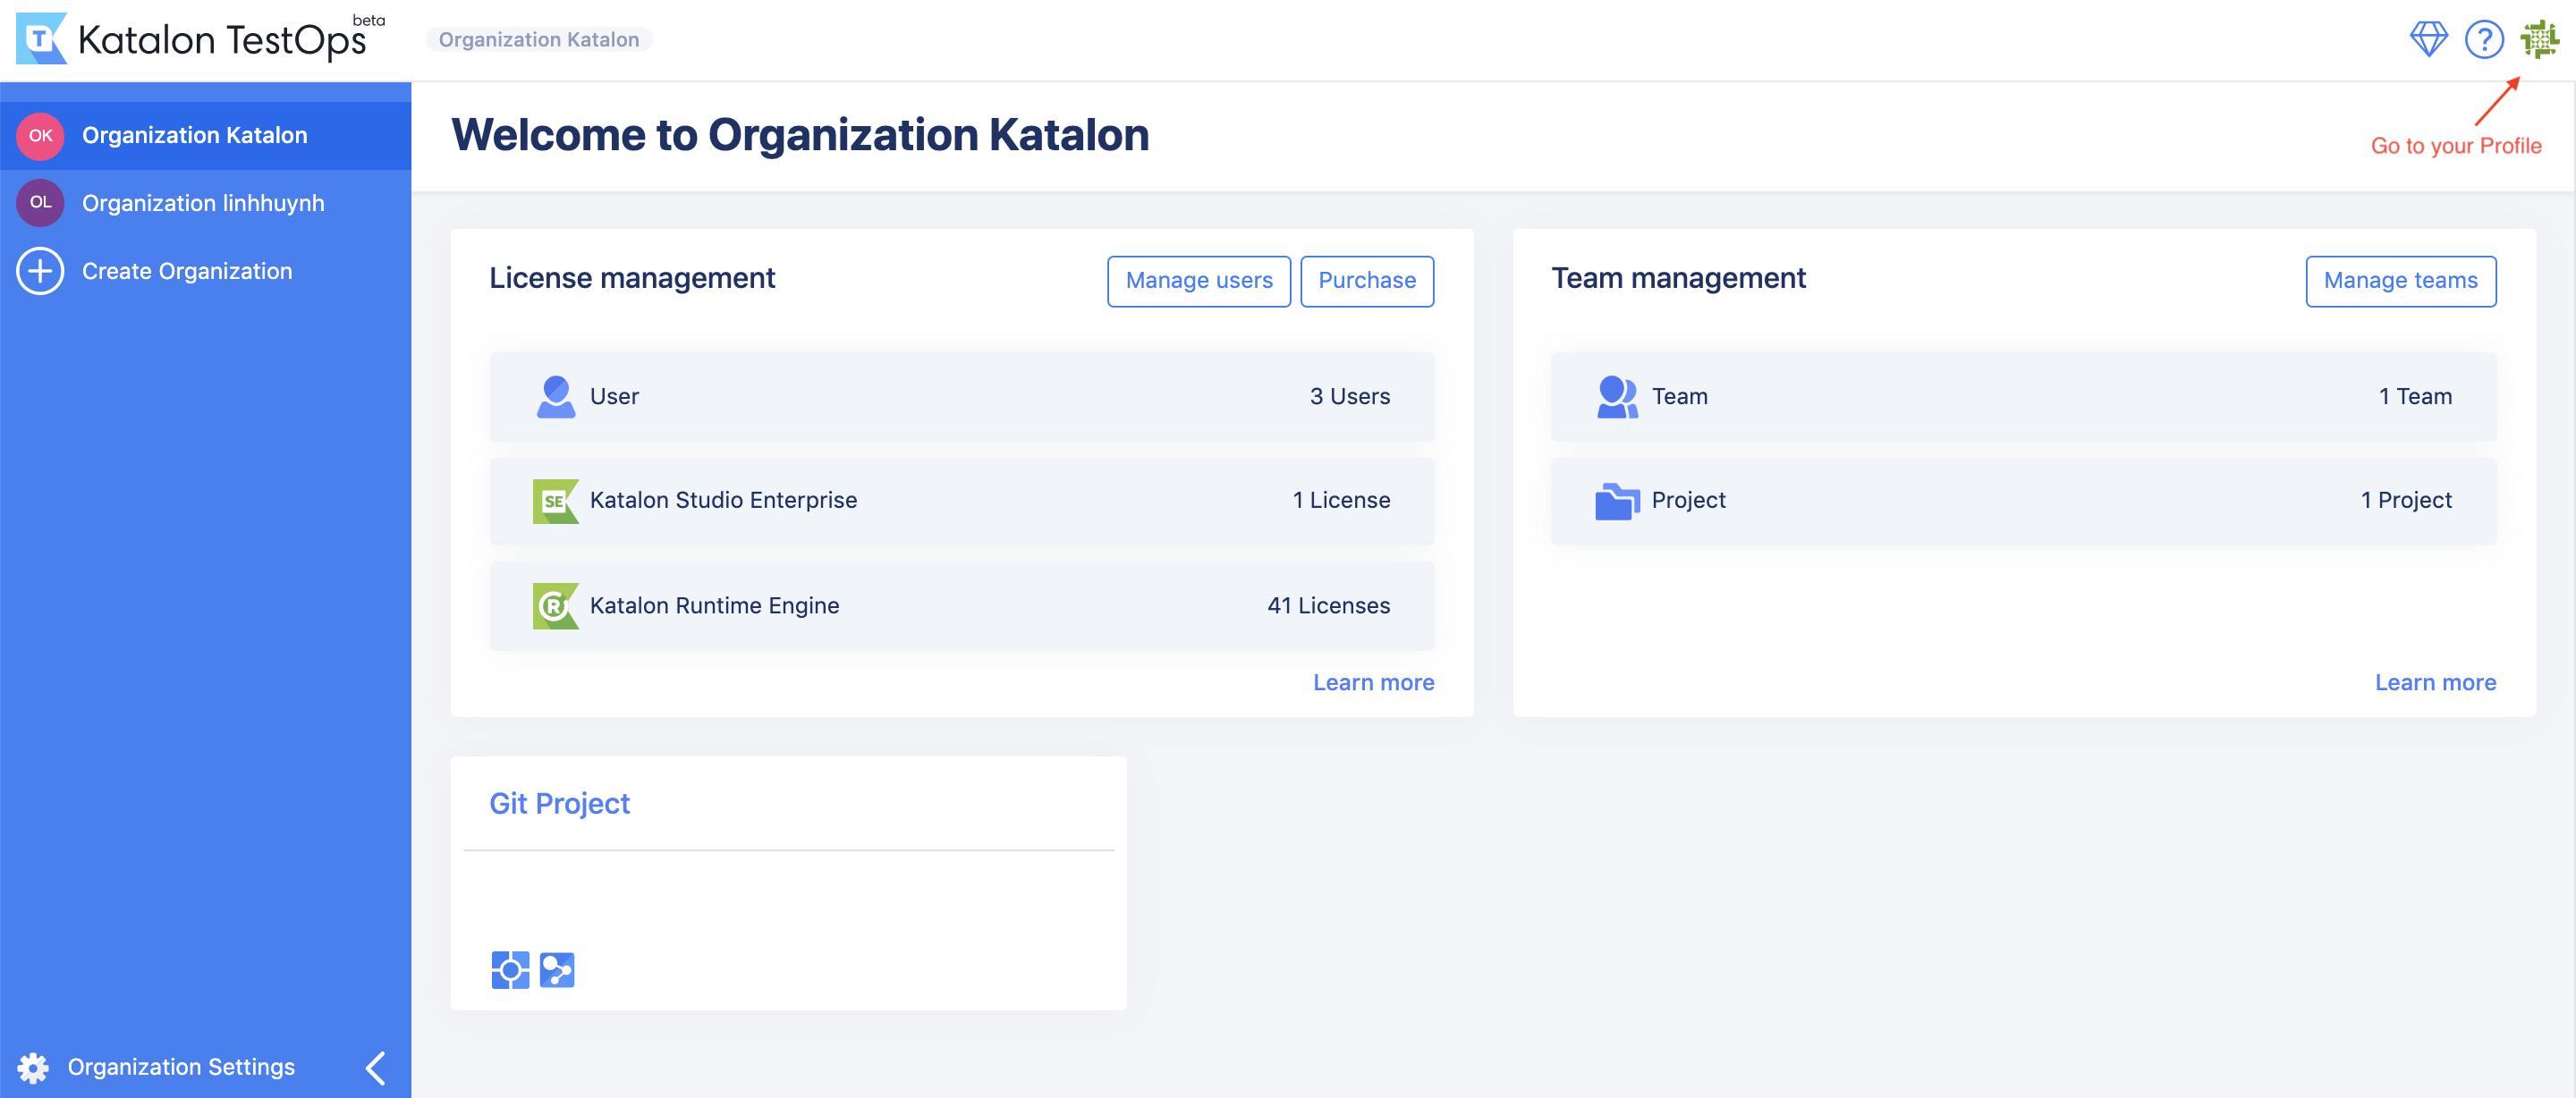 Katalon TestOps beta
Organization Katalon
Go to your Profile
OK Organization Katalon
OL Organization linhhuynh
Create Organization
Organization Settings
Welcome to Organization Katalon
License management
Manage users
Purchase
User
3 Users
SE
Katalon Studio Enterprise
1 License
R
Katalon Runtime Engine
41 Licenses
Learn more
Team management
Manage teams
Team
1 Team
Project
1 Project
Learn more
Git Project